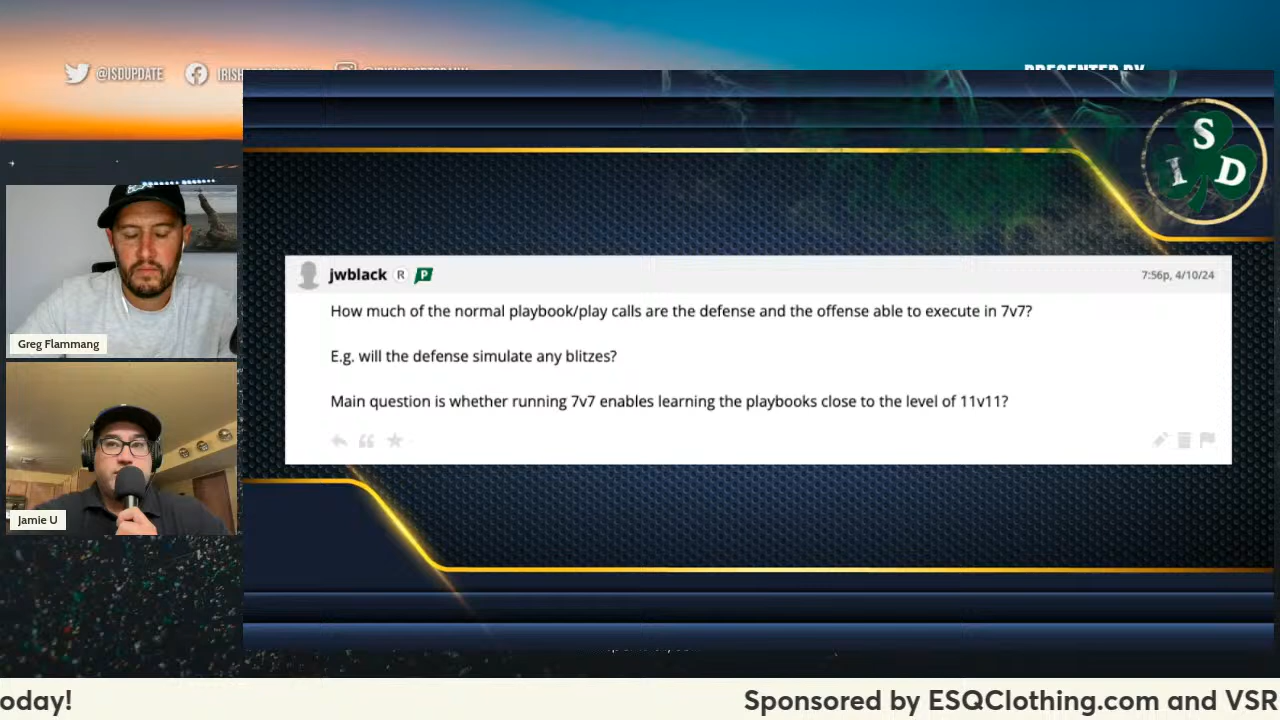 @ISDUPDATE
IRISH
PRESENTED BY
I S D
Greg Flammang
Jamie U
jwblack R P
7:56p, 4/10/24
How much of the normal playbook/play calls are the defense and the offense able to execute in 7v7?
E.g. will the defense simulate any blitzes?
Main question is whether running 7v7 enables learning the playbooks close to the level of 11v11?
oday!
Sponsored by ESQClothing.com and VSR